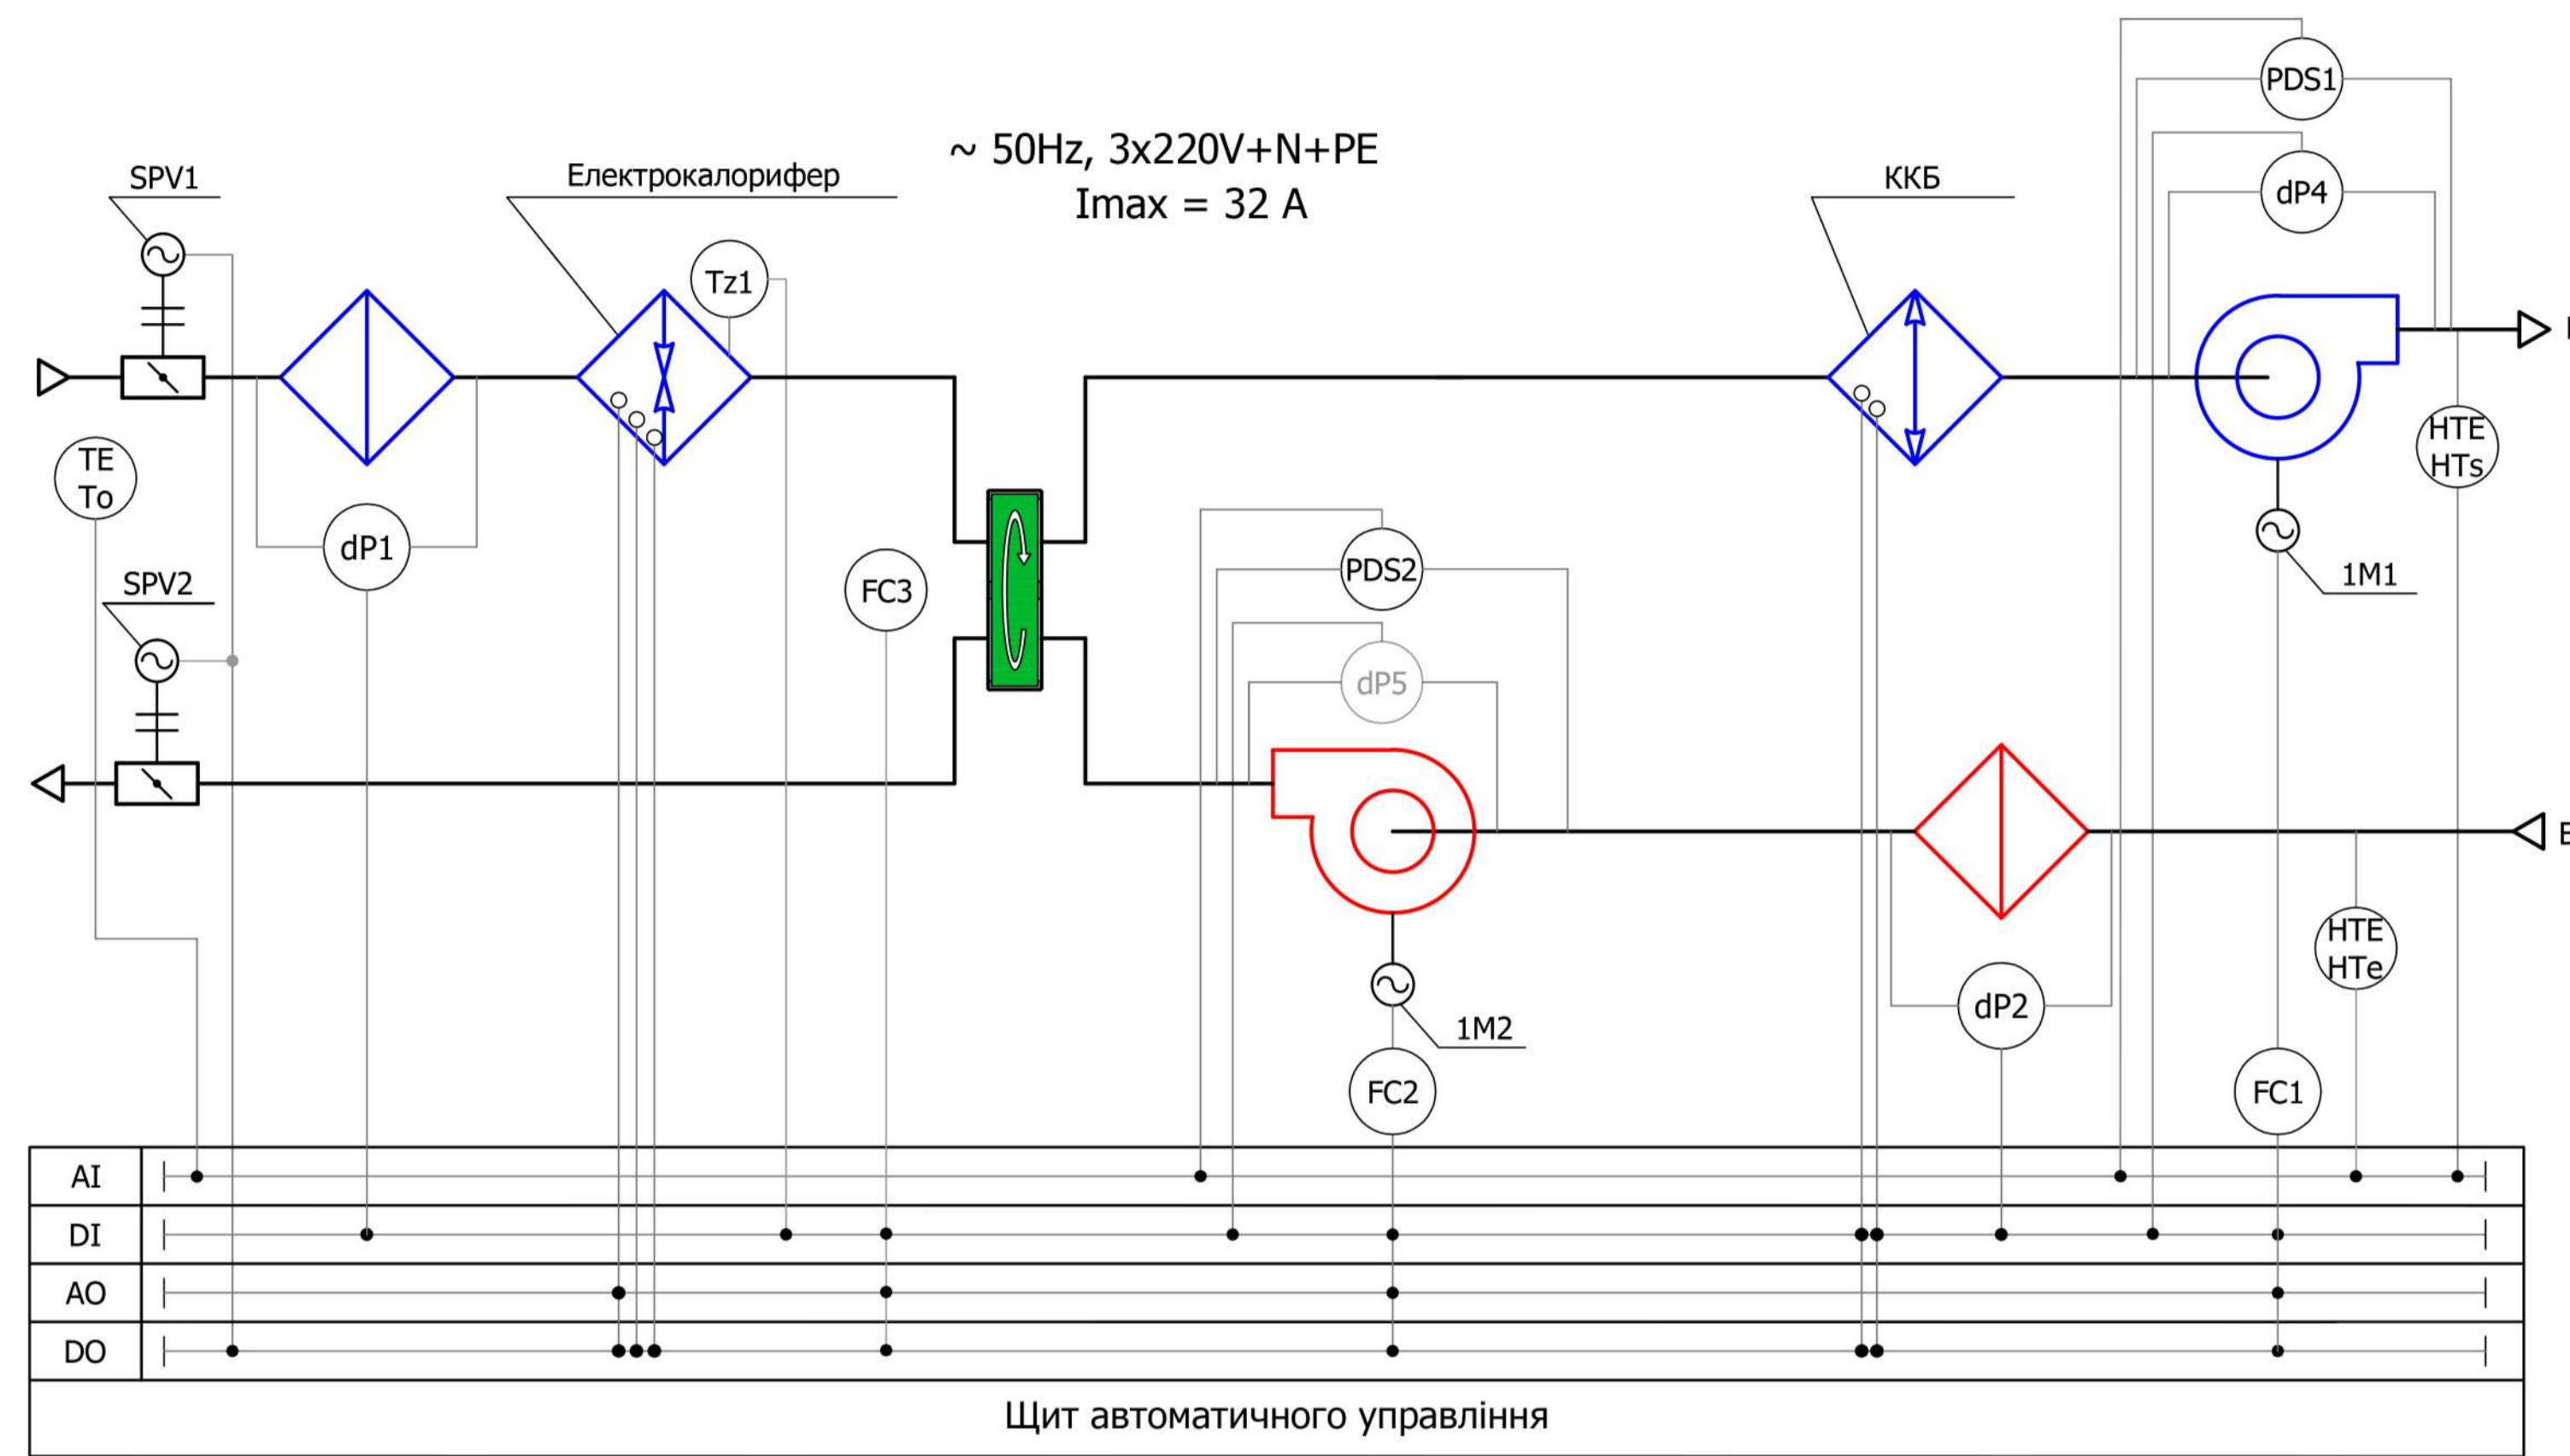 PDS1
~ 50Hz, 3x220V+N+PE
SPV1
Електрокалорифер
ККБ
Imax = 32 A
dP4
Tz1
HTE
HTs
TE
To
dP1
PDS2
SPV2
FC3
1M1
dP5
HTE
HTe
dP2
1M2
FC2
FC1
AI
DI
AO
DO
Щит автоматичного управління